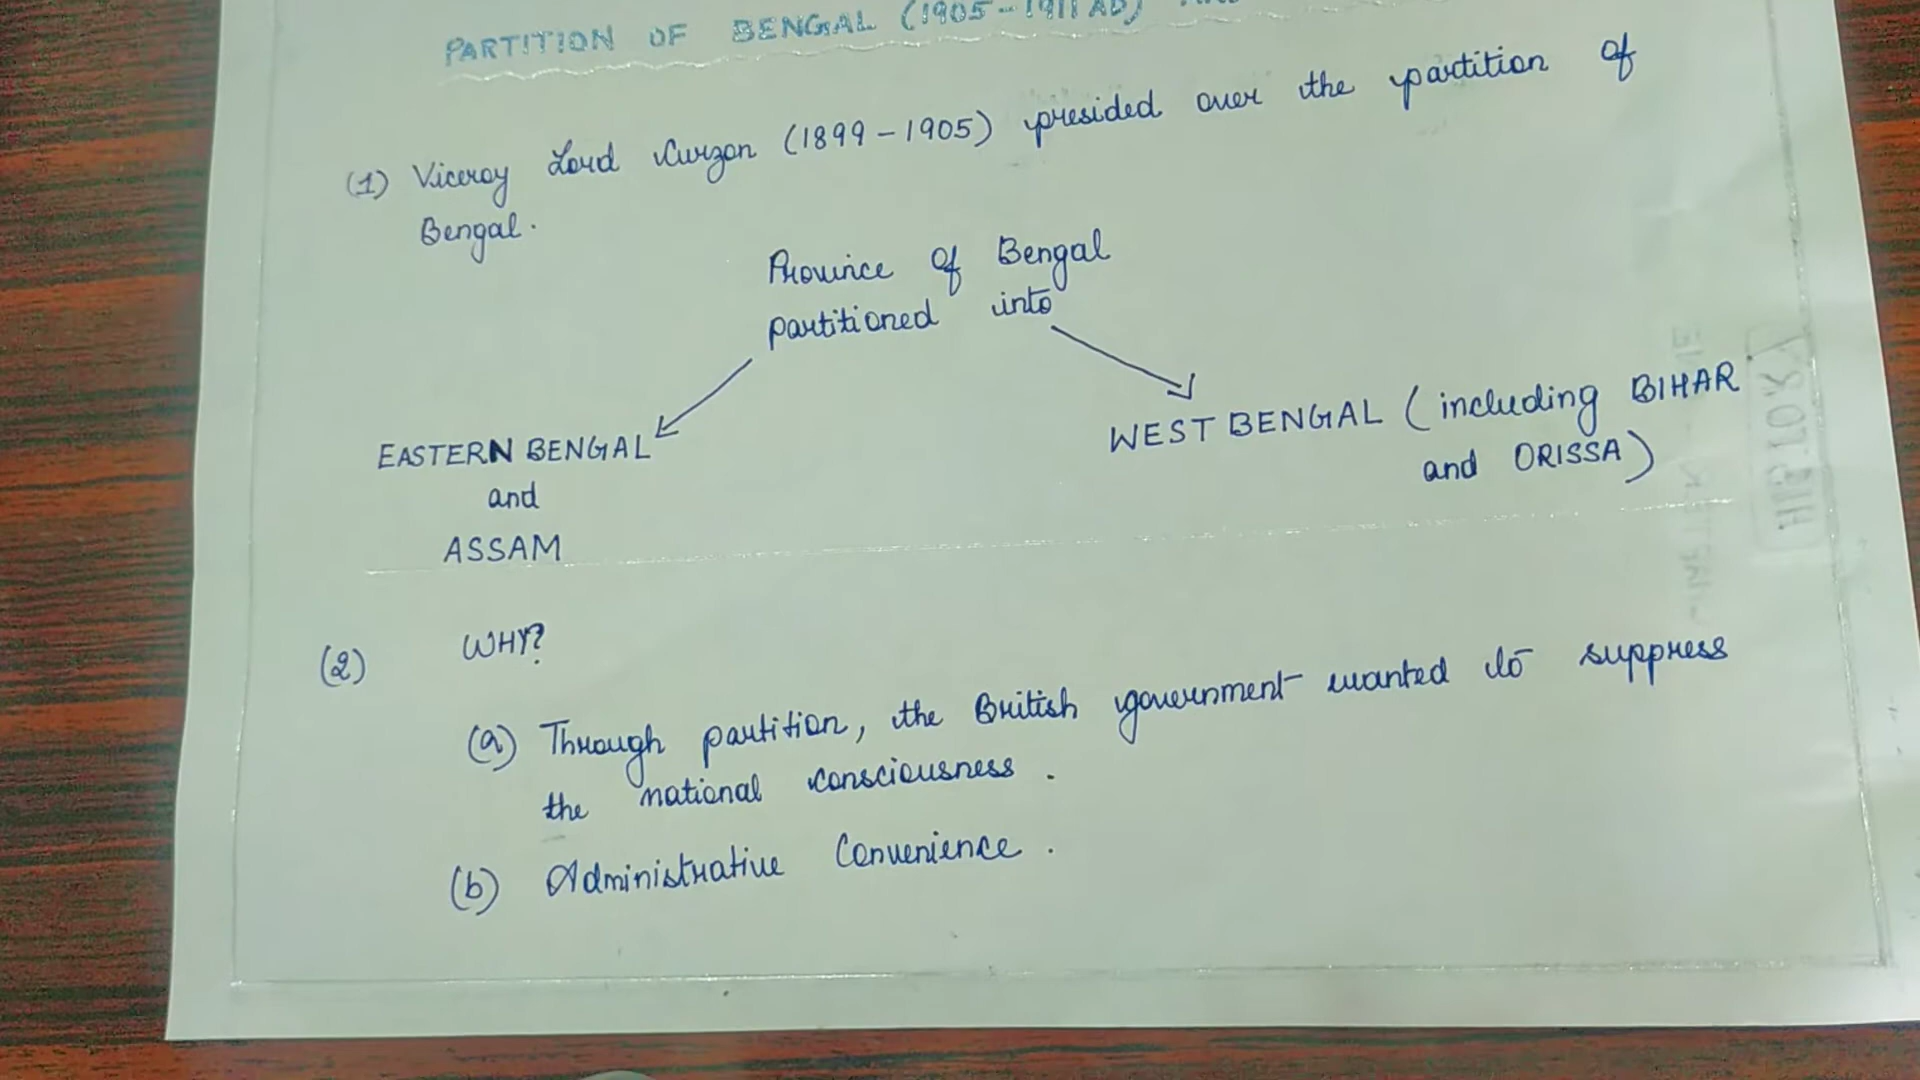 PARTITION OF BENGAL (1905-1911 AD)
(1) Viceroy Lord Curzon (1899-1905) presided over the partition of
Bengal.
Province of Bengal
partitioned into
EASTERN BENGAL
and
ASSAM
WEST BENGAL (including BIHAR
and ORISSA)
(2) WHY?
(a) Through partition, the British government wanted to suppress
the national consciousness.
(b) Administrative Convenience.
HISTORY